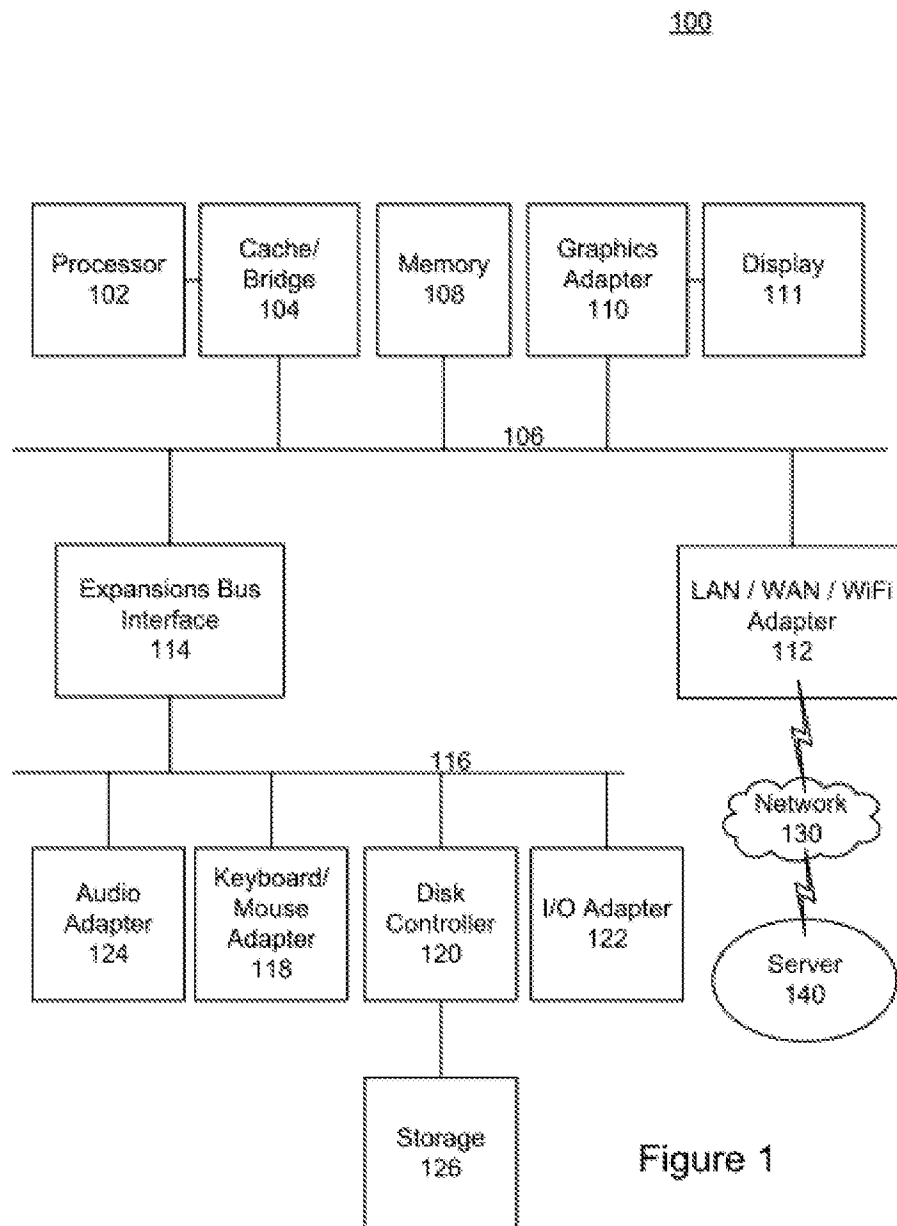 100
Processor
102
Cache/
Bridge
104
Memory
108
Graphics
Adapter
110
Display
111
106
Expansions Bus
Interface
114
LAN / WAN / WiFi
Adapter
112
116
Network
130
Audio
Adapter
124
Keyboard/
Mouse
Adapter
118
Disk
Controller
120
I/O Adapter
122
Server
140
Storage
126
Figure 1